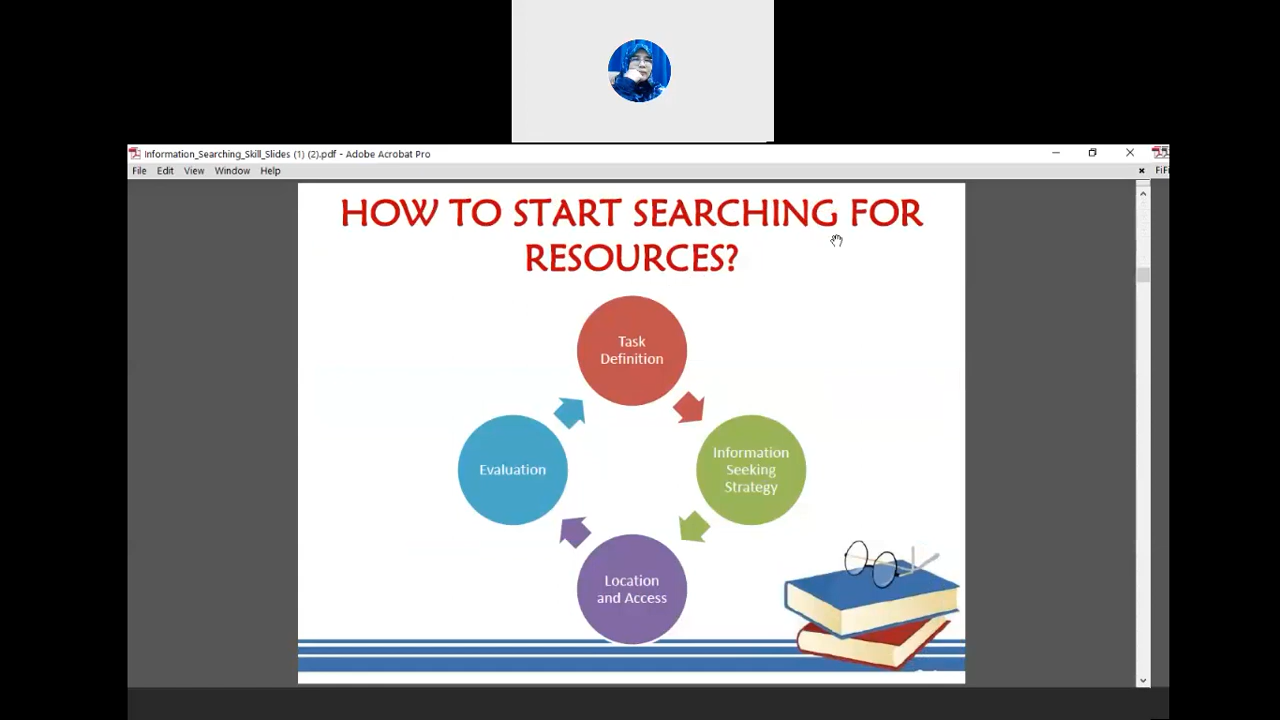 Information_Searching_Skill_Slides (1) (2).pdf - Adobe Acrobat Pro
File Edit View Window Help
FiFi
HOW TO START SEARCHING FOR
RESOURCES?
Task
Definition
Information
Seeking
Strategy
Location
and Access
Evaluation